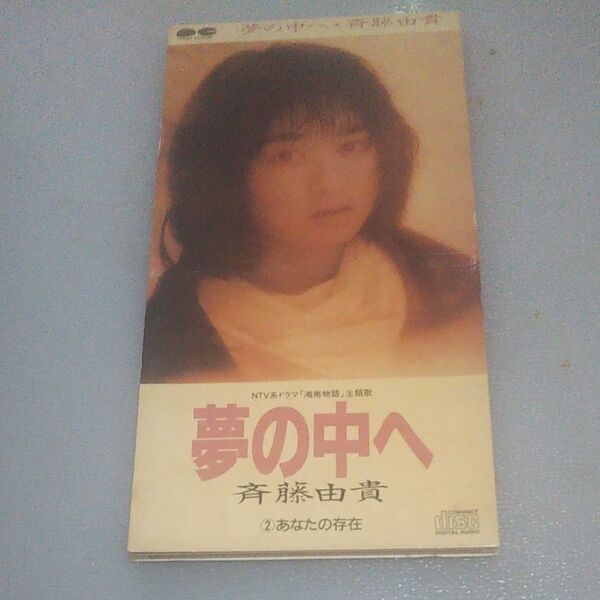 夢の中へ・斉藤由貴
NTV系ドラマ「湘南物語」主題歌
夢の中へ
斉藤由貴
②あなたの存在
COMPACT
disc
DIGITAL AUDIO